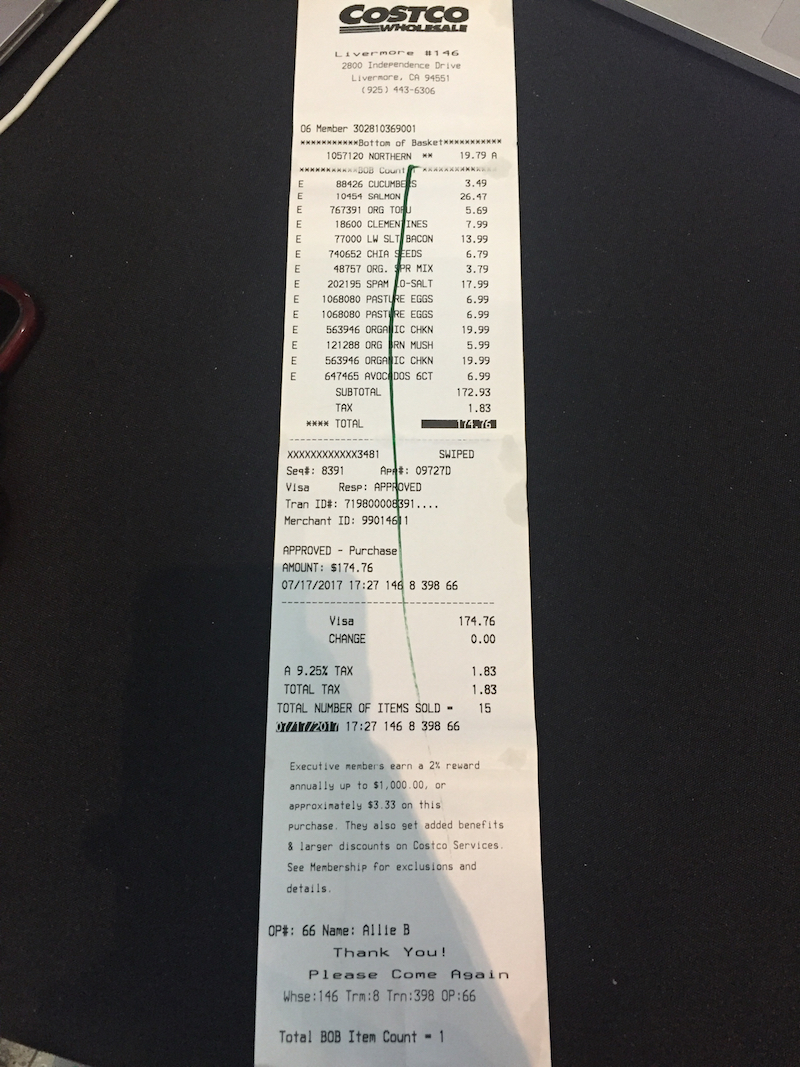 COSTCO
WHOLESALE
Livermore #146
2800 Independence Drive
Livermore, CA 94551
(925) 443-6306
06 Member 302810369001
***********Bottom of Basket***********
1057120 NORTHERN ** 19.79 A
***********BOB Count **************
E 88426 CUCUMBERS 3.49
E 10454 SALMON 26.47
E 767391 ORG TOFU 5.69
E 18600 CLEMENTINES 7.99
E 77000 LW SLT BACON 13.99
E 740652 CHIA SEEDS 6.79
E 48757 ORG. SPR MIX 3.79
E 202195 SPAM LO-SALT 17.99
E 1068080 PASTURE EGGS 6.99
E 1068080 PASTURE EGGS 6.99
E 563946 ORGANIC CHKN 19.99
E 121288 ORG BRN MUSH 5.99
E 563946 ORGANIC CHKN 19.99
E 647465 AVOCADOS 6CT 6.99
SUBTOTAL 172.93
TAX 1.83
**** TOTAL 174.76
XXXXXXXXXXXX3481 SWIPED
Seq#: 8391 App#: 09727D
Visa Resp: APPROVED
Tran ID#: 719800008391....
Merchant ID: 99014611
APPROVED - Purchase
AMOUNT: $174.76
07/17/2017 17:27 146 8 398 66
Visa 174.76
CHANGE 0.00
A 9.25% TAX 1.83
TOTAL TAX 1.83
TOTAL NUMBER OF ITEMS SOLD = 15
07/17/2017 17:27 146 8 398 66
Executive members earn a 2% reward
annually up to $1,000.00, or
approximately $3.33 on this
purchase. They also get added benefits
& larger discounts on Costco Services.
See Membership for exclusions and
details.
OP#: 66 Name: Allie B
Thank You!
Please Come Again
Whse:146 Trm:8 Trn:398 OP:66
Total BOB Item Count = 1